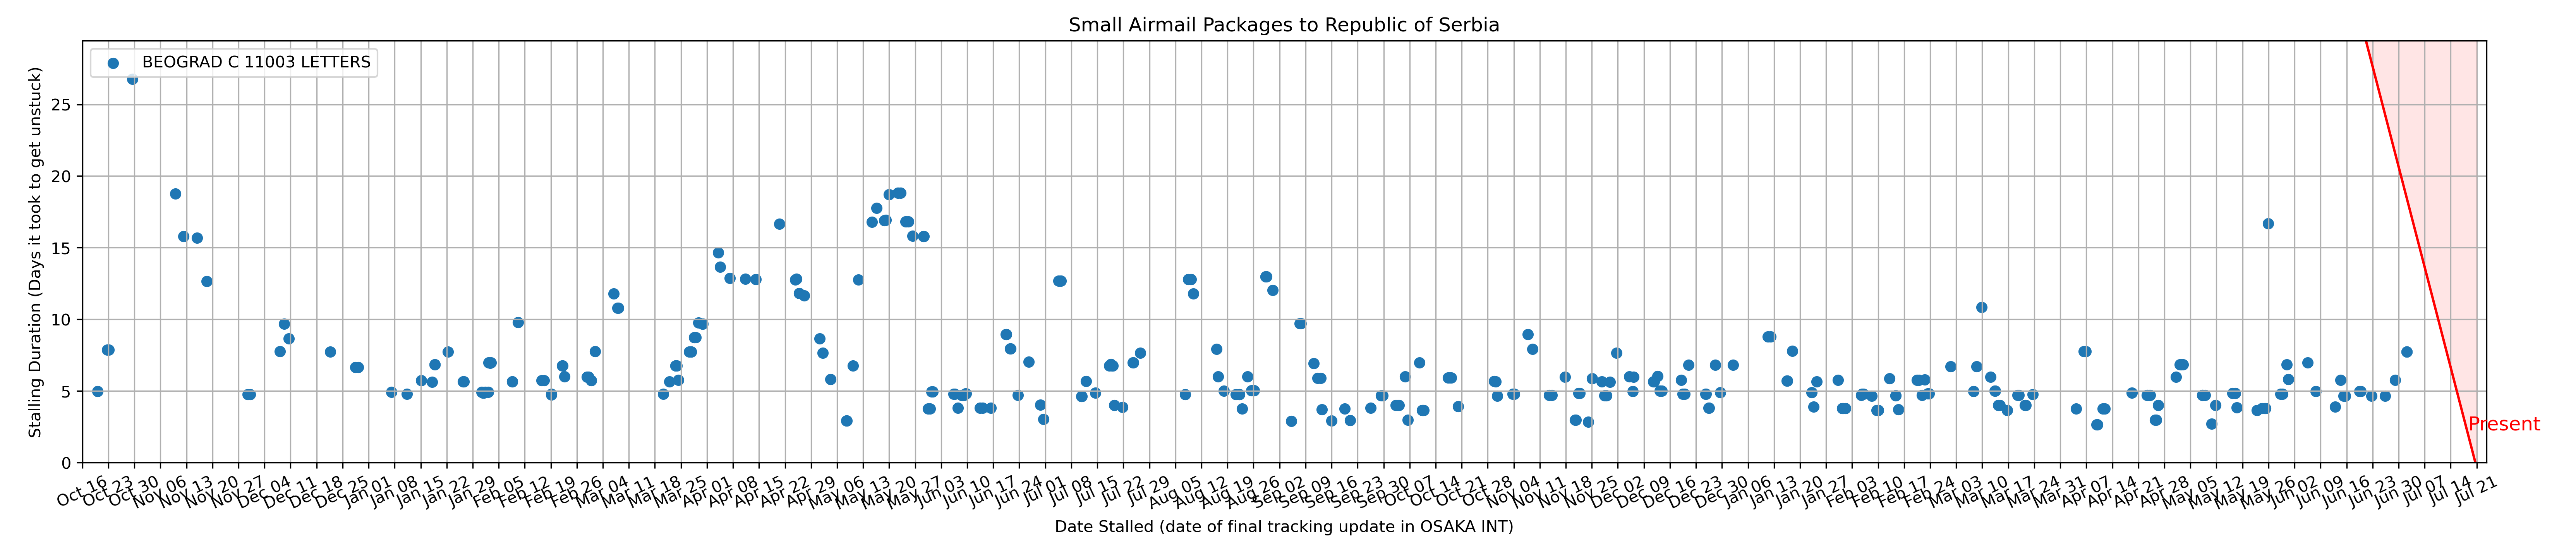 Small Airmail Packages to Republic of Serbia
BEOGRAD C 11003 LETTERS
Stalling Duration (Days it took to get unstuck)
25
20
15
10
5
0
Present
Oct 16
Oct 23
Oct 30
Nov 06
Nov 13
Nov 20
Nov 27
Dec 04
Dec 11
Dec 18
Dec 25
Jan 01
Jan 08
Jan 15
Jan 22
Jan 29
Feb 05
Feb 12
Feb 19
Feb 26
Mar 04
Mar 11
Mar 18
Mar 25
Apr 01
Apr 08
Apr 15
Apr 22
Apr 29
May 06
May 13
May 20
May 27
Jun 03
Jun 10
Jun 17
Jun 24
Jul 01
Jul 08
Jul 15
Jul 22
Jul 29
Aug 05
Aug 12
Aug 19
Aug 26
Sep 02
Sep 09
Sep 16
Sep 23
Sep 30
Oct 07
Oct 14
Oct 21
Oct 28
Nov 04
Nov 11
Nov 18
Nov 25
Dec 02
Dec 09
Dec 16
Dec 23
Dec 30
Jan 06
Jan 13
Jan 20
Jan 27
Feb 03
Feb 10
Feb 17
Feb 24
Mar 03
Mar 10
Mar 17
Mar 24
Mar 31
Apr 07
Apr 14
Apr 21
Apr 28
May 05
May 12
May 19
May 26
Jun 02
Jun 09
Jun 16
Jun 23
Jun 30
Jul 07
Jul 14
Jul 21
Date Stalled (date of final tracking update in OSAKA INT)